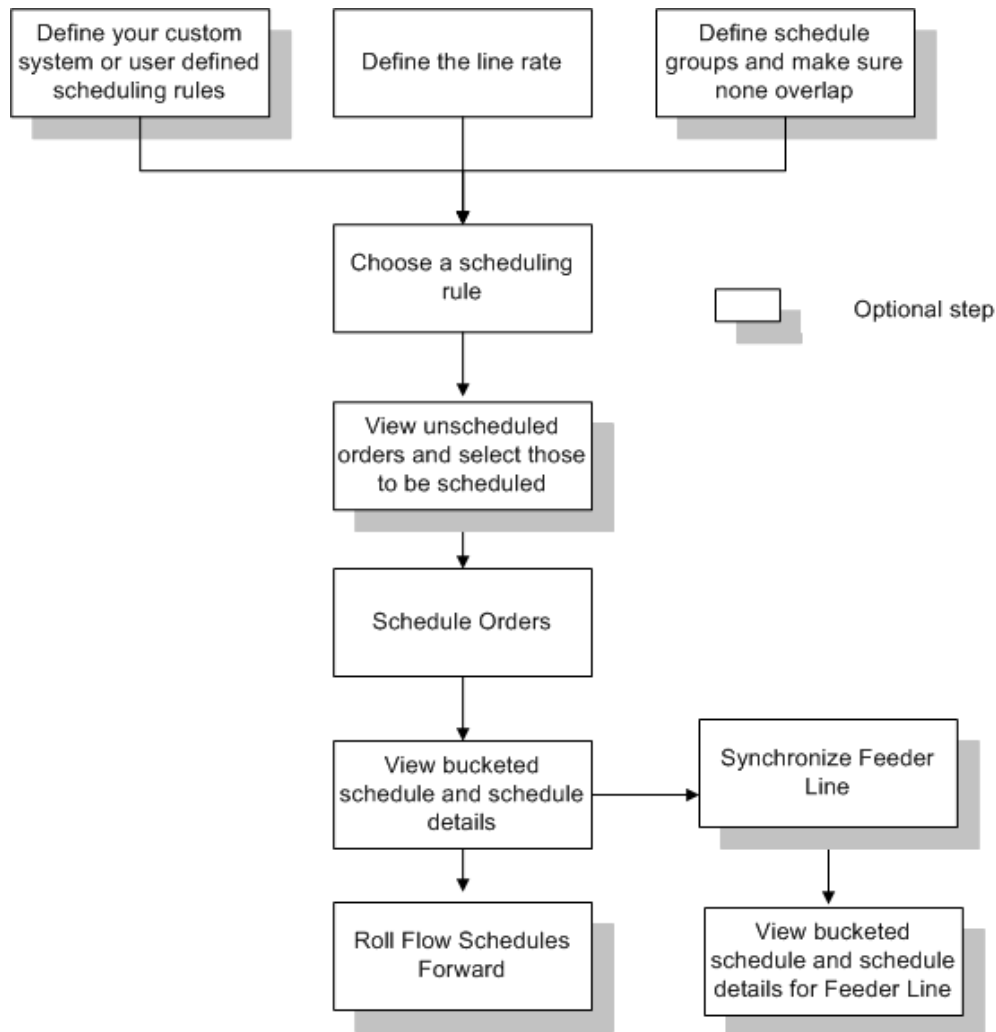 Define your custom
system or user defined
scheduling rules
Define the line rate
Define schedule
groups and make sure
none overlap
Choose a scheduling
rule
Optional step
View unscheduled
orders and select those
to be scheduled
Schedule Orders
View bucketed
schedule and schedule
details
Synchronize Feeder
Line
Roll Flow Schedules
Forward
View bucketed
schedule and schedule
details for Feeder Line